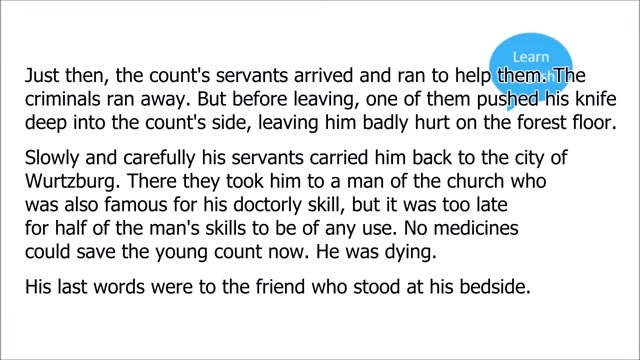 Learn
Just then, the count's servants arrived and ran to help them. The
criminals ran away. But before leaving, one of them pushed his knife
deep into the count's side, leaving him badly hurt on the forest floor.
Slowly and carefully his servants carried him back to the city of
Wurtzburg. There they took him to a man of the church who
was also famous for his doctorly skill, but it was too late
for half of the man's skills to be of any use. No medicines
could save the young count now. He was dying.
His last words were to the friend who stood at his bedside.